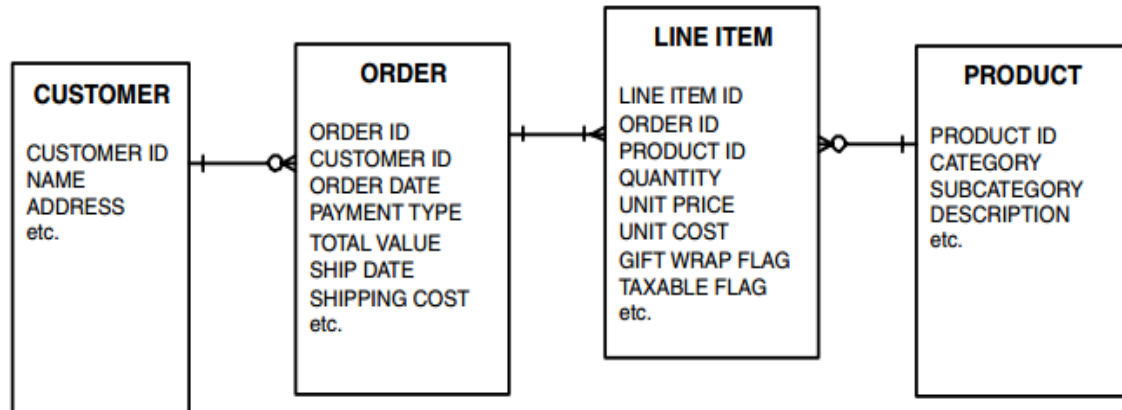 CUSTOMER
CUSTOMER ID
NAME
ADDRESS
etc.
ORDER
ORDER ID
CUSTOMER ID
ORDER DATE
PAYMENT TYPE
TOTAL VALUE
SHIP DATE
SHIPPING COST
etc.
LINE ITEM
LINE ITEM ID
ORDER ID
PRODUCT ID
QUANTITY
UNIT PRICE
UNIT COST
GIFT WRAP FLAG
TAXABLE FLAG
etc.
PRODUCT
PRODUCT ID
CATEGORY
SUBCATEGORY
DESCRIPTION
etc.